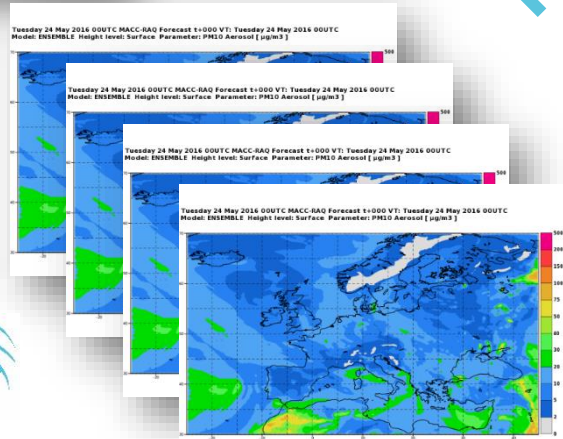 Tuesday 24 May 2016 00UTC MACC-RAQ Forecast t+000 VT: Tuesday 24 May 2016 00UTC
Model: ENSEMBLE Height level: Surface Parameter: PM10 Aerosol [ µg/m3 ]
500
Tuesday 24 May 2016 00UTC MACC-RAQ Forecast t+000 VT: Tuesday 24 May 2016 00UTC
Model: ENSEMBLE Height level: Surface Parameter: PM10 Aerosol [ µg/m3 ]
500
Tuesday 24 May 2016 00UTC MACC-RAQ Forecast t+000 VT: Tuesday 24 May 2016 00UTC
Model: ENSEMBLE Height level: Surface Parameter: PM10 Aerosol [ µg/m3 ]
500
Tuesday 24 May 2016 00UTC MACC-RAQ Forecast t+000 VT: Tuesday 24 May 2016 00UTC
Model: ENSEMBLE Height level: Surface Parameter: PM10 Aerosol [ µg/m3 ]
500
200
150
100
75
50
40
30
20
10
5
2
0